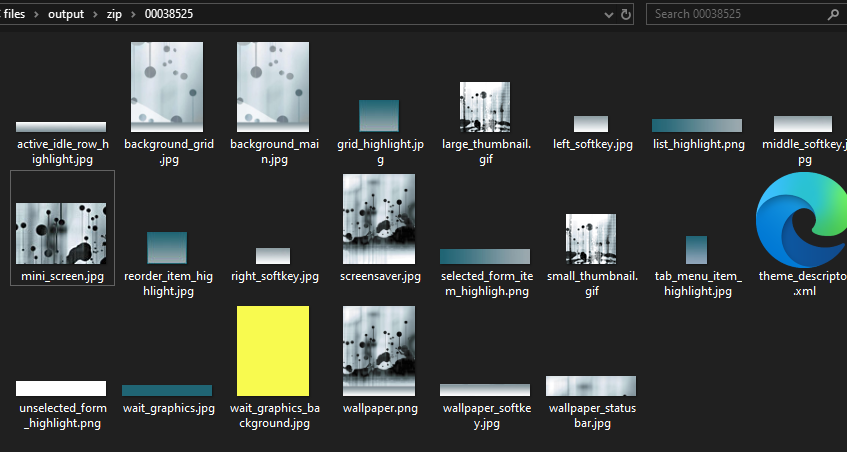 files > output > zip > 00038525
Search 00038525
active_idle_row_h
ighlight.jpg
background_grid
.jpg
background_mai
n.jpg
grid_highlight.jp
g
large_thumbnail.
gif
left_softkey.jpg
list_highlight.png
middle_softkey.j
pg
mini_screen.jpg
reorder_item_hig
hlight.jpg
right_softkey.jpg
screensaver.jpg
selected_form_ite
m_highligh.png
small_thumbnail.
gif
tab_menu_item_
highlight.jpg
theme_descripto
.xml
unselected_form
_highlight.png
wait_graphics.jpg
wait_graphics_ba
ckground.jpg
wallpaper.png
wallpaper_softke
y.jpg
wallpaper_status
bar.jpg